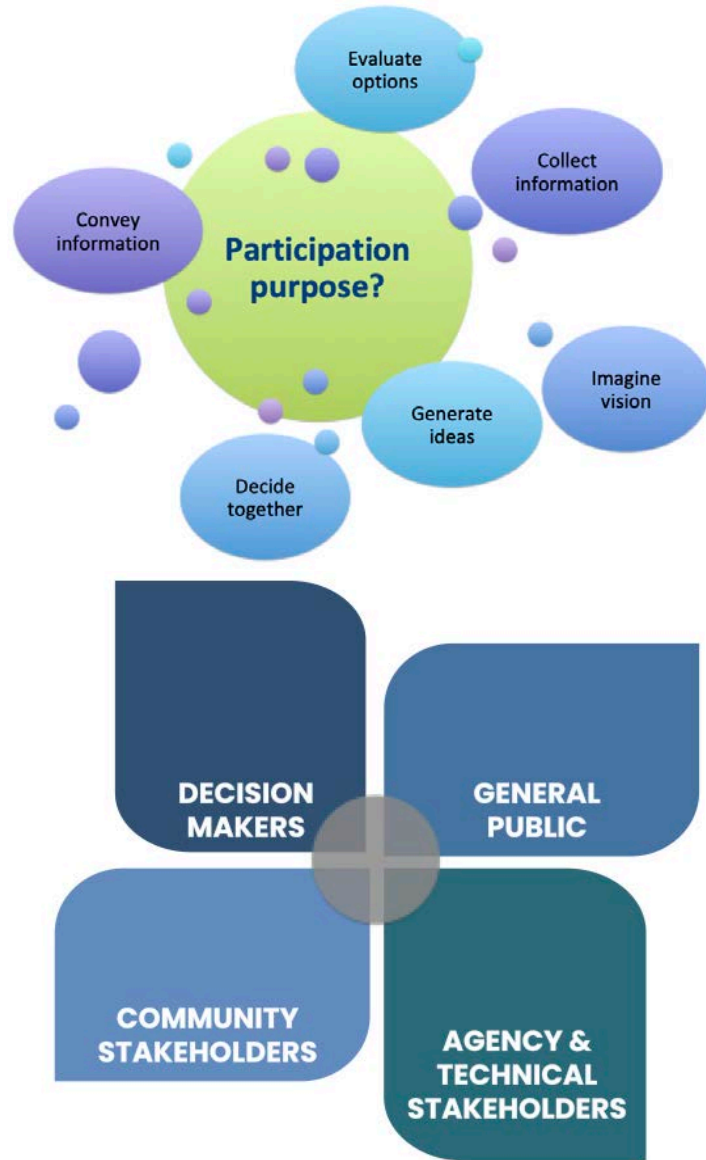 Evaluate
options
Collect
information
Convey
information
Participation
purpose?
Imagine
vision
Generate
ideas
Decide
together
DECISION
MAKERS
GENERAL
PUBLIC
COMMUNITY
STAKEHOLDERS
AGENCY &
TECHNICAL
STAKEHOLDERS